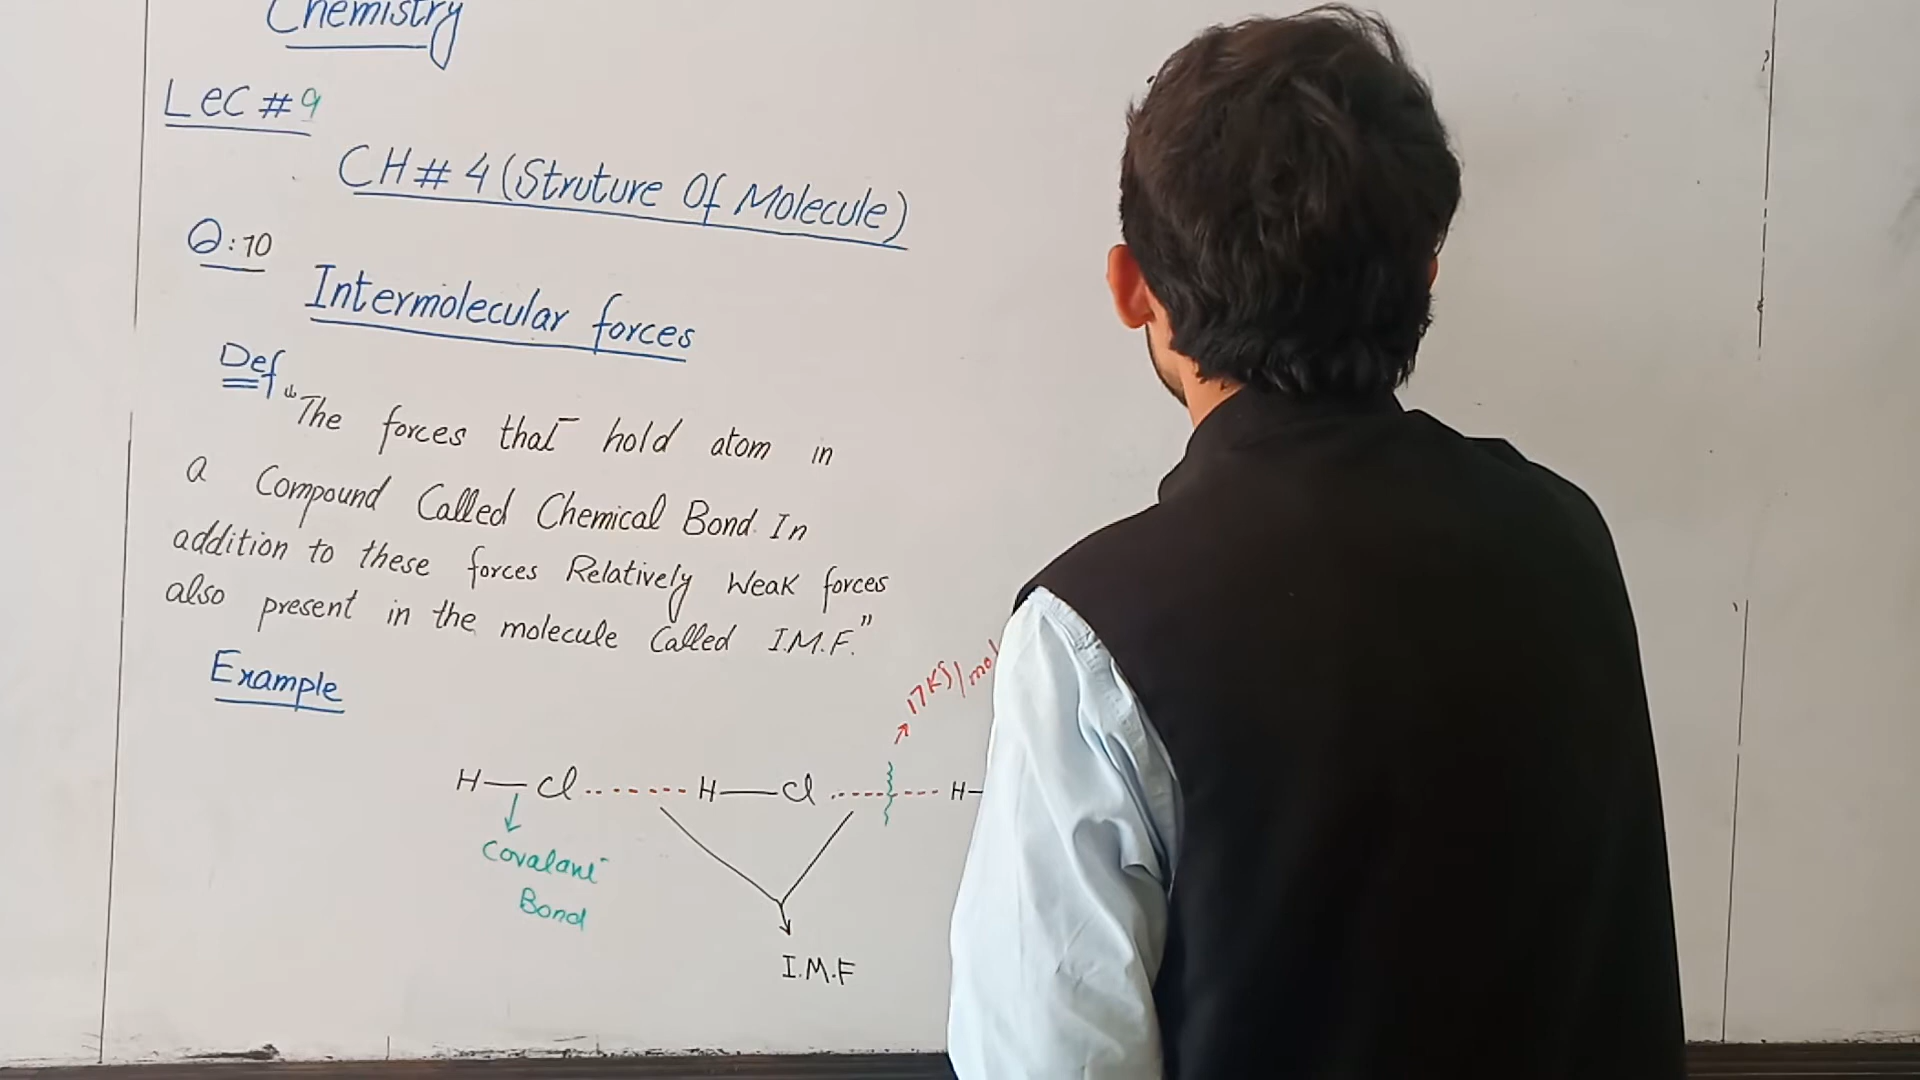 Chemistry
Lec # 9
CH # 4 (Struture Of Molecule)
Q:10
Intermolecular forces
Def
"The forces that hold atom in
a Compound Called Chemical Bond. In
addition to these forces Relatively Weak forces
also present in the molecule Called I.M.F."
Example
17KJ/mol
H—Cl.......H—Cl.......H-
Covalant
Bond
I.M.F